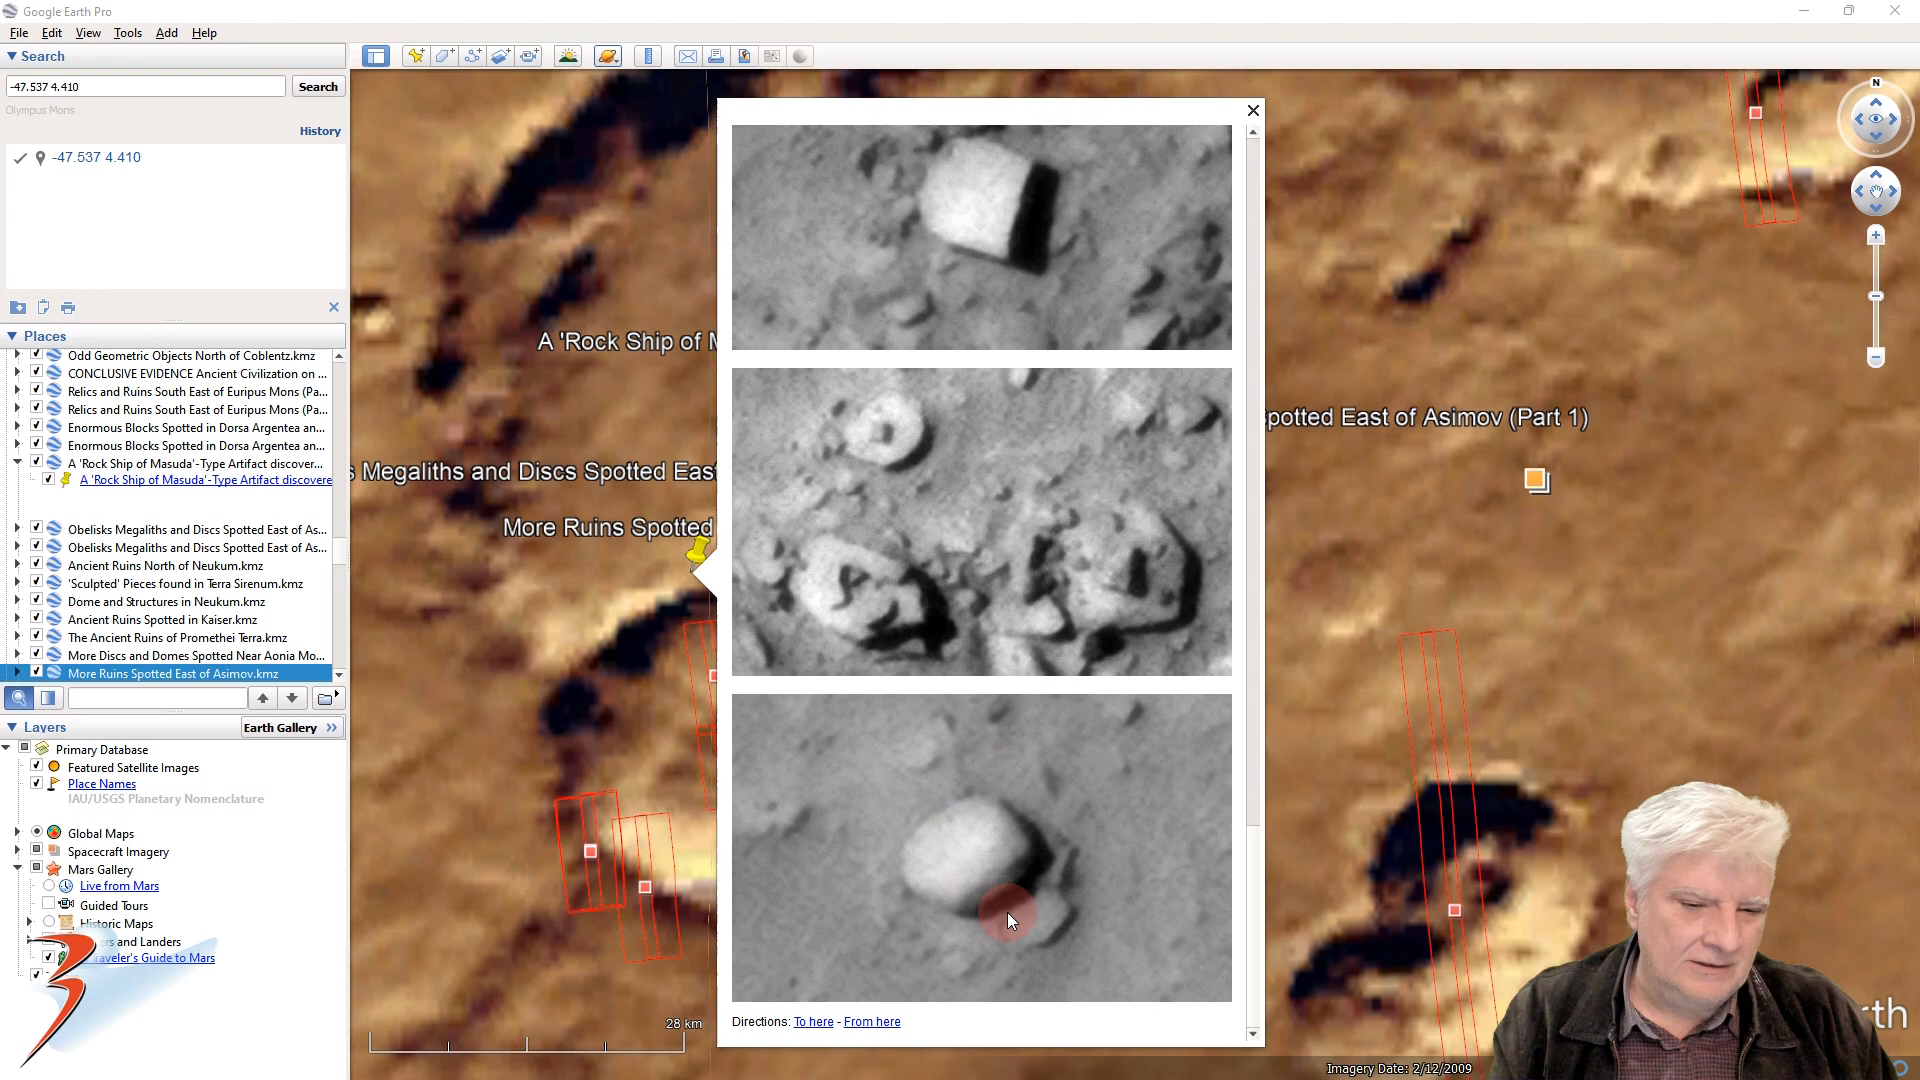 Google Earth Pro
File Edit View Tools Add Help
Search
-47.537 4.410
Search
Olympus Mons
History
-47.537 4.410
Places
Odd Geometric Objects North of Coblentz.kmz
CONCLUSIVE EVIDENCE Ancient Civilization on ...
Relics and Ruins South East of Euripus Mons (Pa...
Relics and Ruins South East of Euripus Mons (Pa...
Enormous Blocks Spotted in Dorsa Argentea an...
Enormous Blocks Spotted in Dorsa Argentea an...
A 'Rock Ship of Masuda'-Type Artifact discover...
A 'Rock Ship of Masuda'-Type Artifact discovere
Obelisks Megaliths and Discs Spotted East of As...
Obelisks Megaliths and Discs Spotted East of As...
Ancient Ruins North of Neukum.kmz
'Sculpted' Pieces found in Terra Sirenum.kmz
Dome and Structures in Neukum.kmz
Ancient Ruins Spotted in Kaiser.kmz
The Ancient Ruins of Promethei Terra.kmz
More Discs and Domes Spotted Near Aonia Mo...
More Ruins Spotted East of Asimov.kmz
Layers
Earth Gallery >>
Primary Database
Featured Satellite Images
Place Names
IAU/USGS Planetary Nomenclature
Global Maps
Spacecraft Imagery
Mars Gallery
Live from Mars
Guided Tours
Historic Maps
ers and Landers
raveler's Guide to Mars
A 'Rock Ship of M
s Megaliths and Discs Spotted East
potted East of Asimov (Part 1)
More Ruins Spotted
Directions: To here - From here
28 km
N
rth
Imagery Date: 2/12/2009